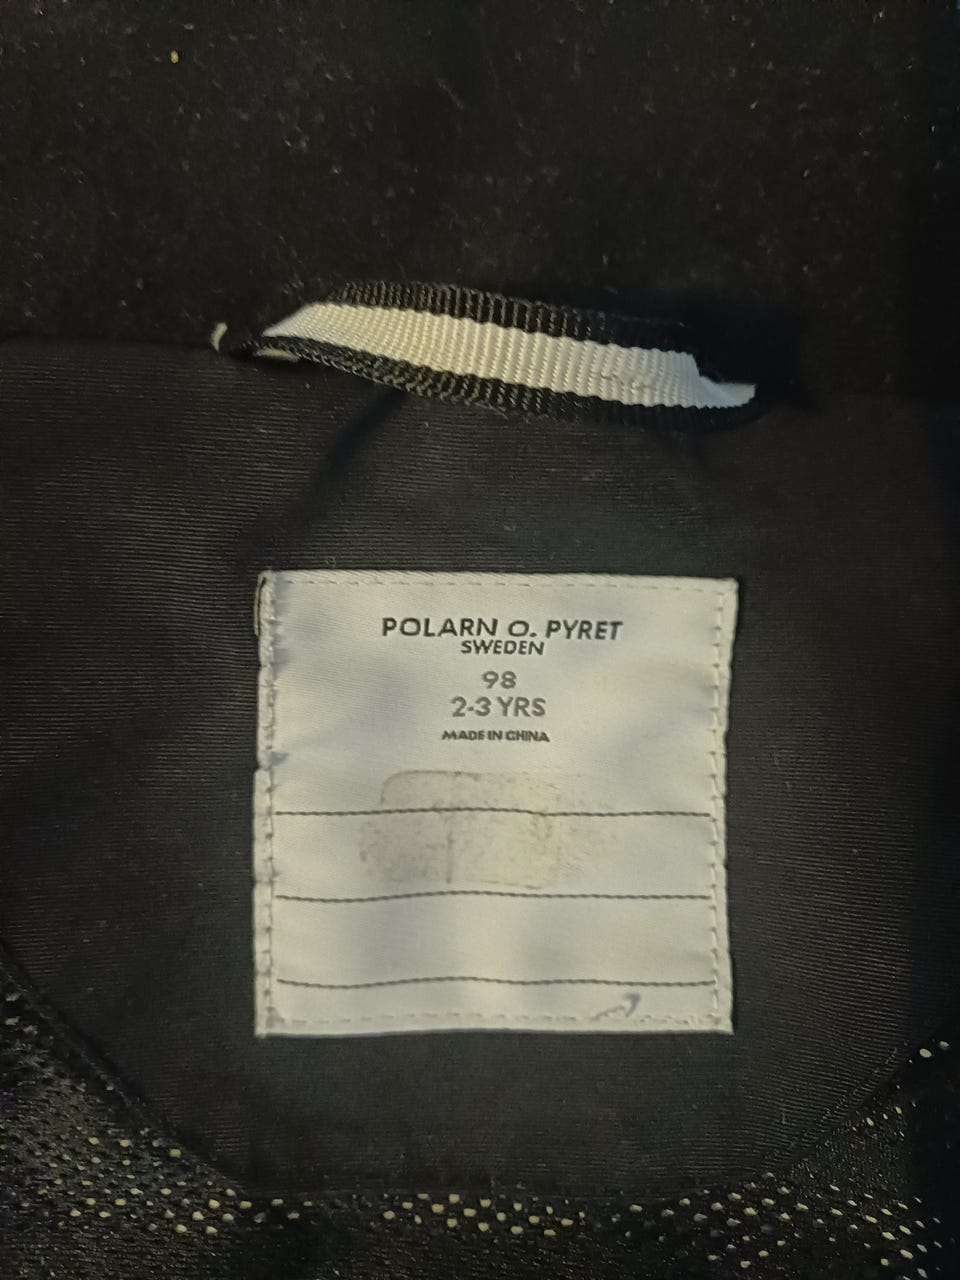 POLARN O. PYRET
SWEDEN
98
2-3 YRS
MADE IN CHINA